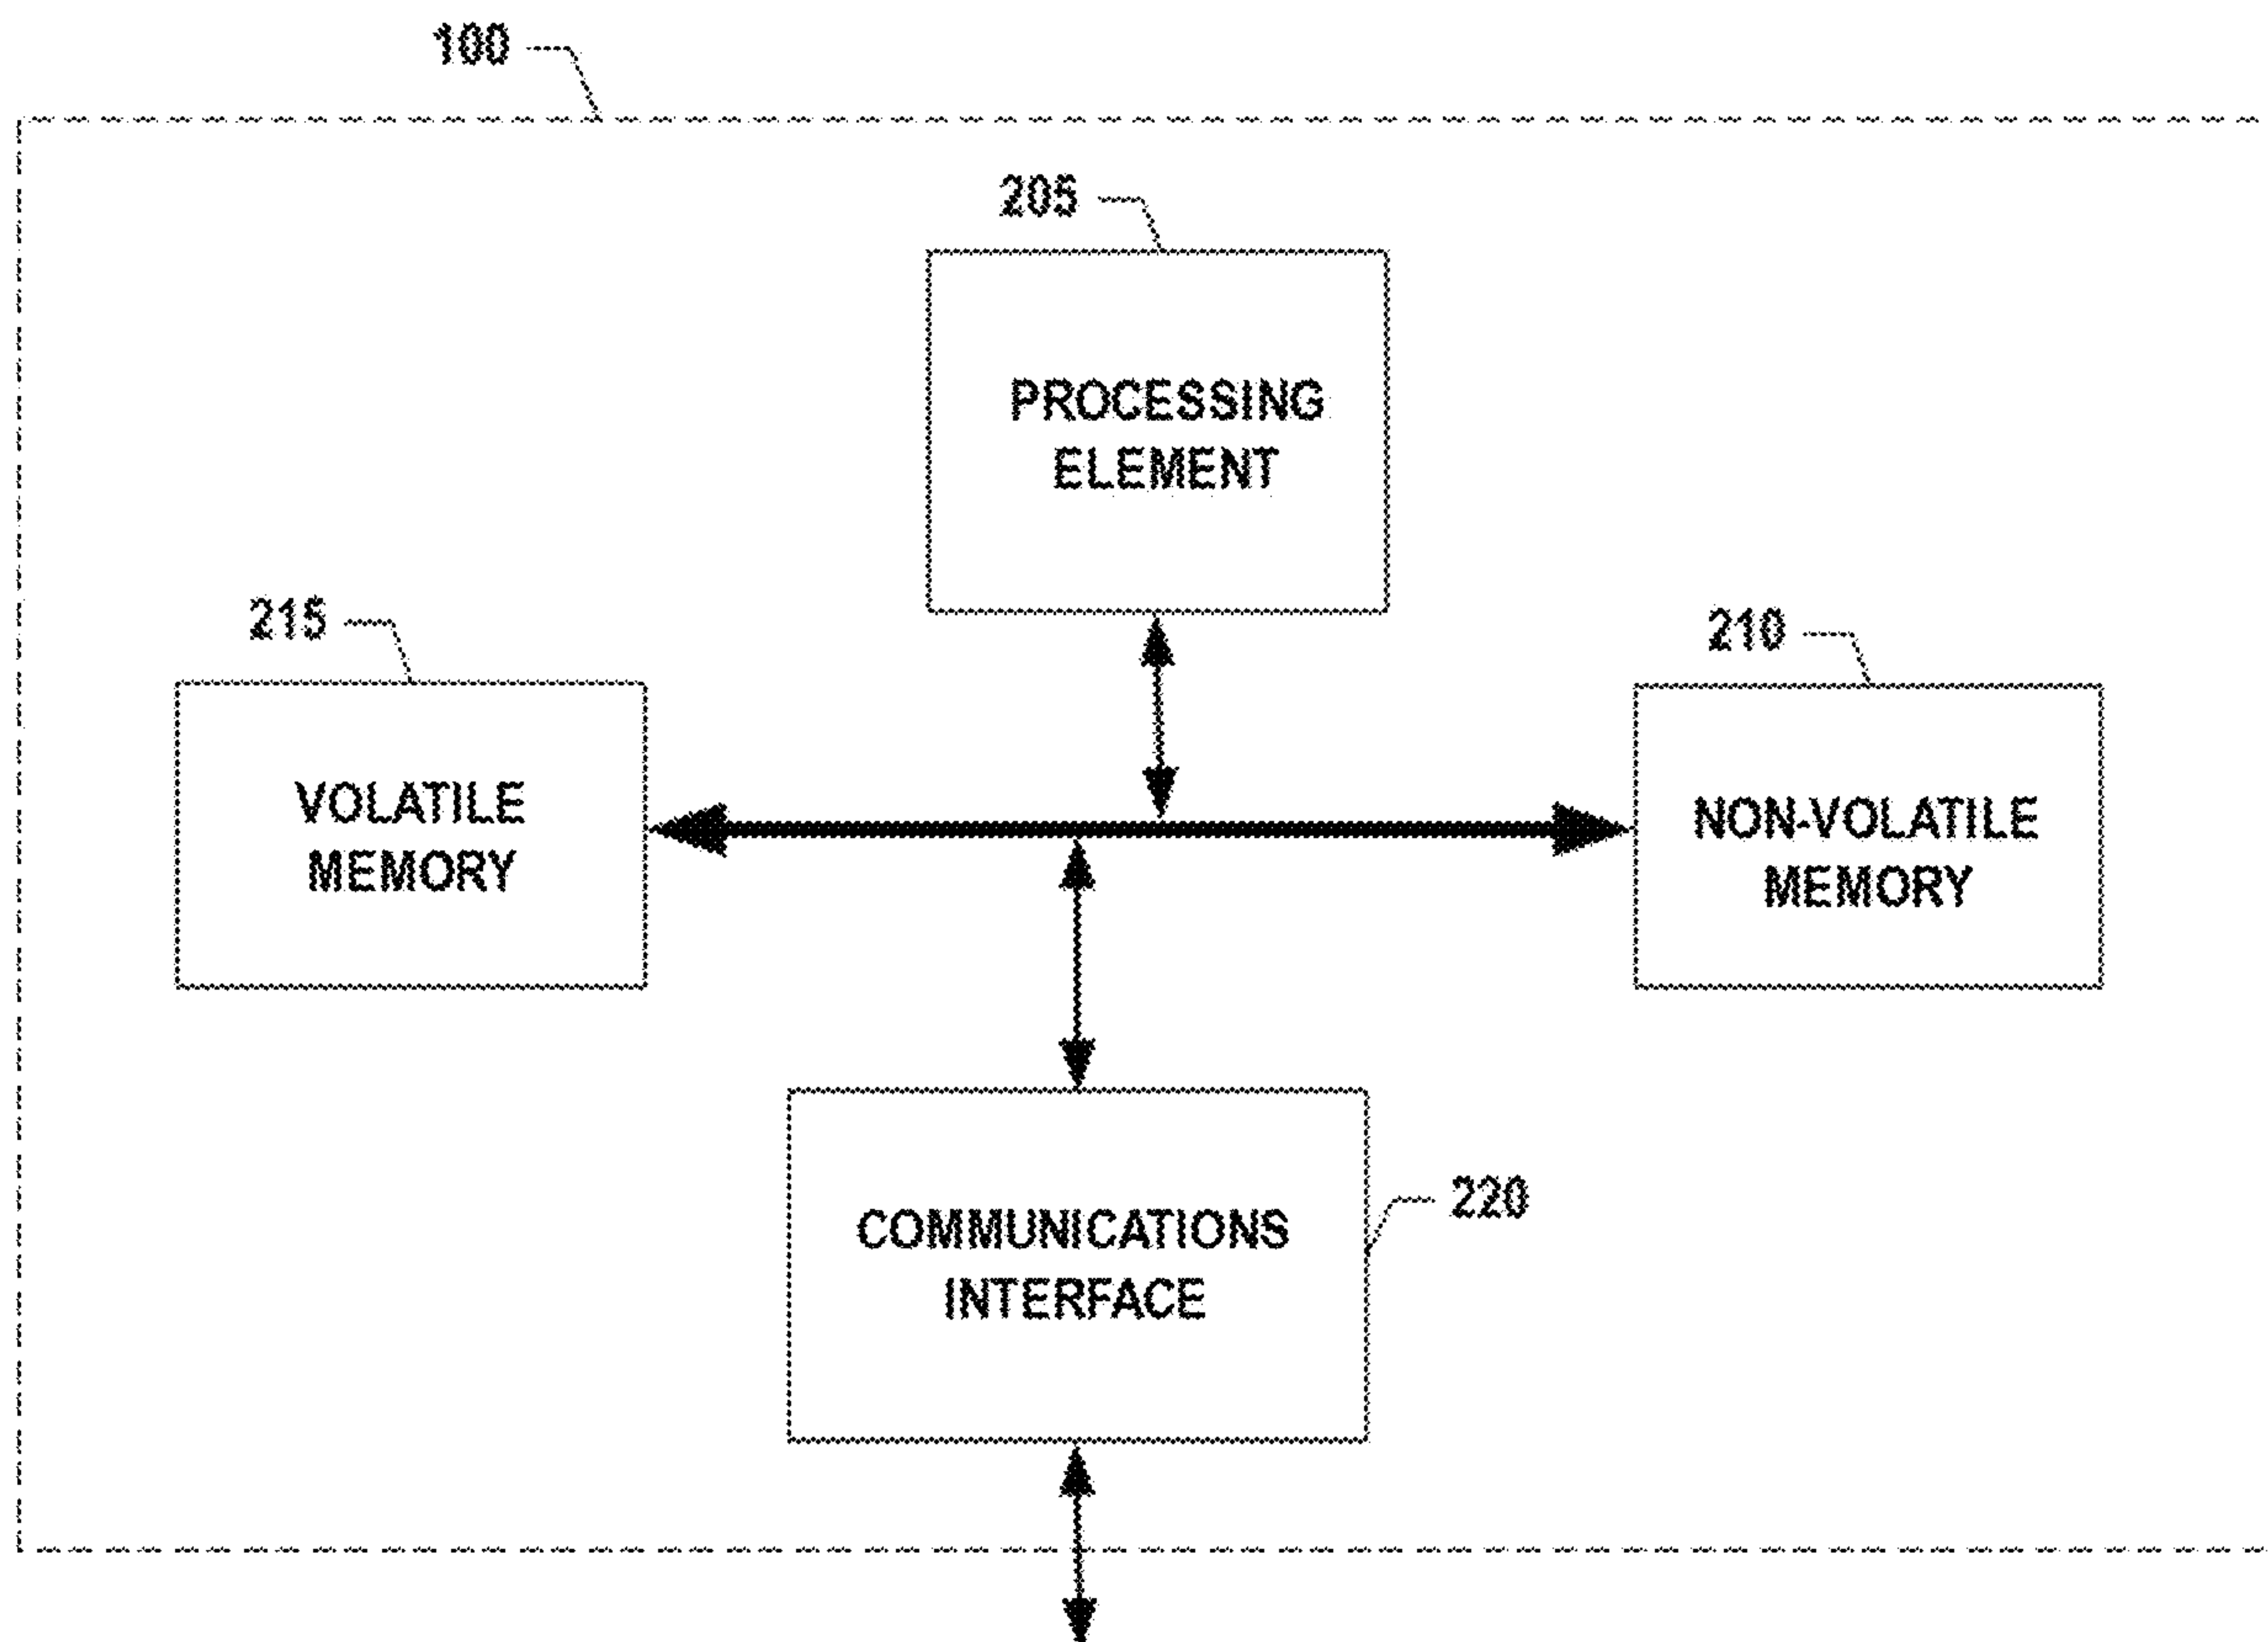 100
205
PROCESSING
ELEMENT
215
210
VOLATILE
MEMORY
NON-VOLATILE
MEMORY
COMMUNICATIONS
INTERFACE
220